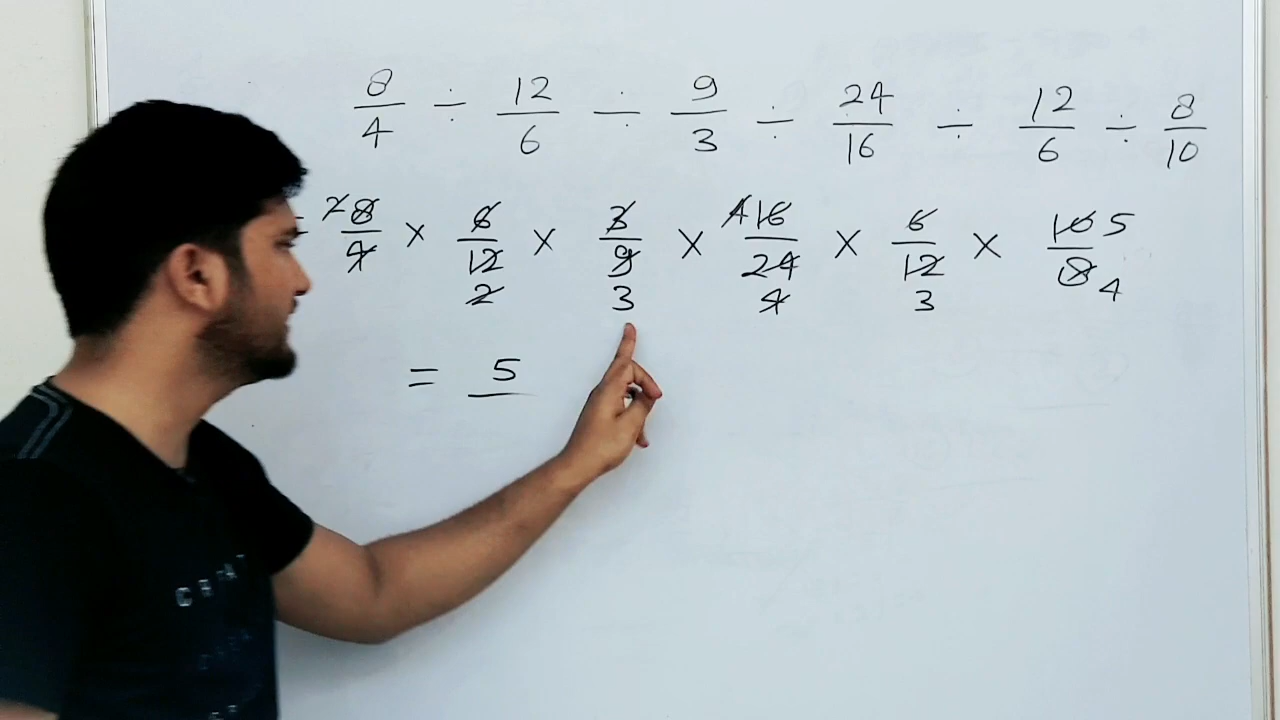 8/4 ÷ 12/6 ÷ 9/3 ÷ 24/16 ÷ 12/6 ÷ 8/10
= 2 8/4 × 6/12 2 × 3/9 3 × 4 16/24 4 × 6/12 3 × 10 5/8 4
= 5